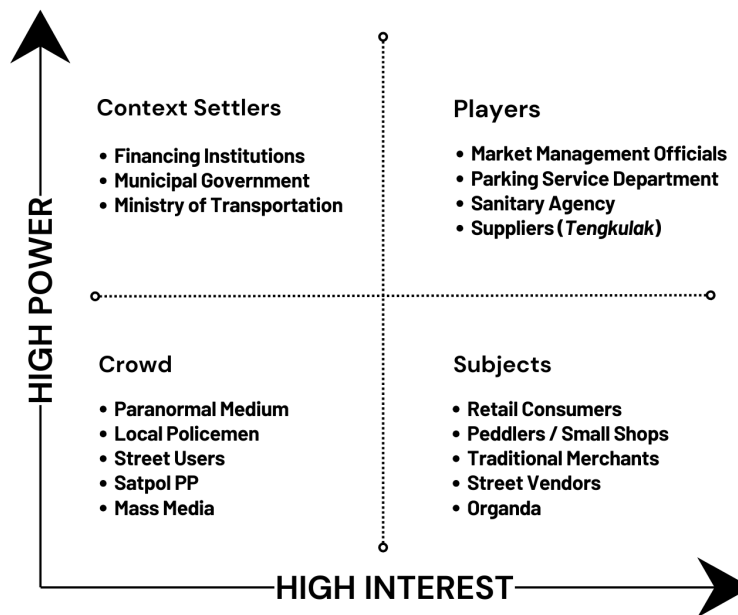 Context Settlers
• Financing Institutions
• Municipal Government
• Ministry of Transportation
Players
• Market Management Officials
• Parking Service Department
• Sanitary Agency
• Suppliers (Tengkulak)
HIGH POWER
Crowd
• Paranormal Medium
• Local Policemen
• Street Users
• Satpol PP
• Mass Media
Subjects
• Retail Consumers
• Peddlers / Small Shops
• Traditional Merchants
• Street Vendors
• Organda
HIGH INTEREST